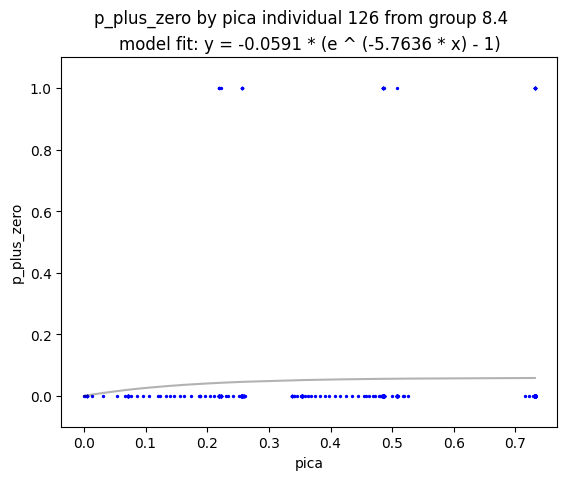 p_plus_zero by pica individual 126 from group 8.4
model fit: y = -0.0591 * (e ^ (-5.7636 * x) - 1)
1.0
0.8
0.6
0.4
0.2
0.0
p_plus_zero
0.0 0.1 0.2 0.3 0.4 0.5 0.6 0.7
pica